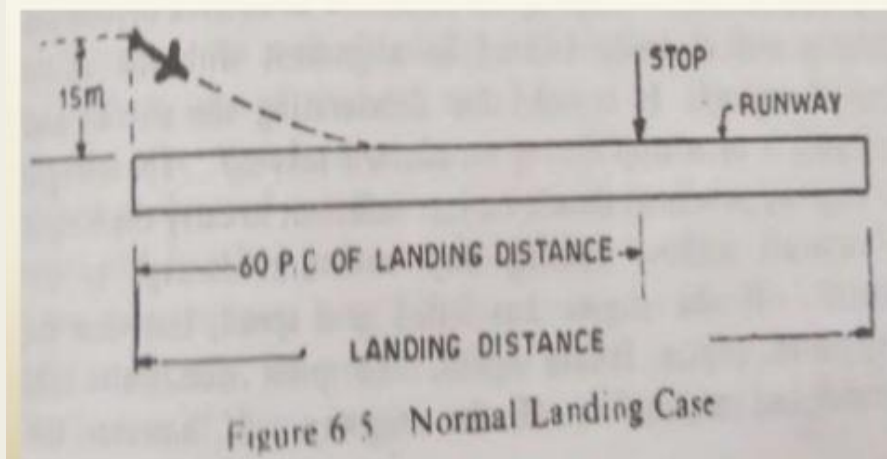 STOP
15m
RUNWAY
60 P.C OF LANDING DISTANCE
LANDING DISTANCE
Figure 6 5 Normal Landing Case